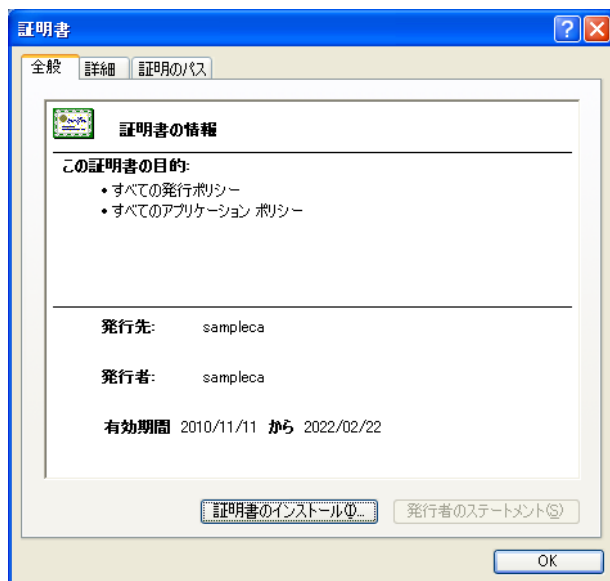 証明書
全般 詳細 証明のパス
証明書の情報
この証明書の目的:
• すべての発行ポリシー
• すべてのアプリケーション ポリシー
発行先: sampleca
発行者: sampleca
有効期間 2010/11/11 から 2022/02/22
証明書のインストール(I)... 発行者のステートメント(S)
OK